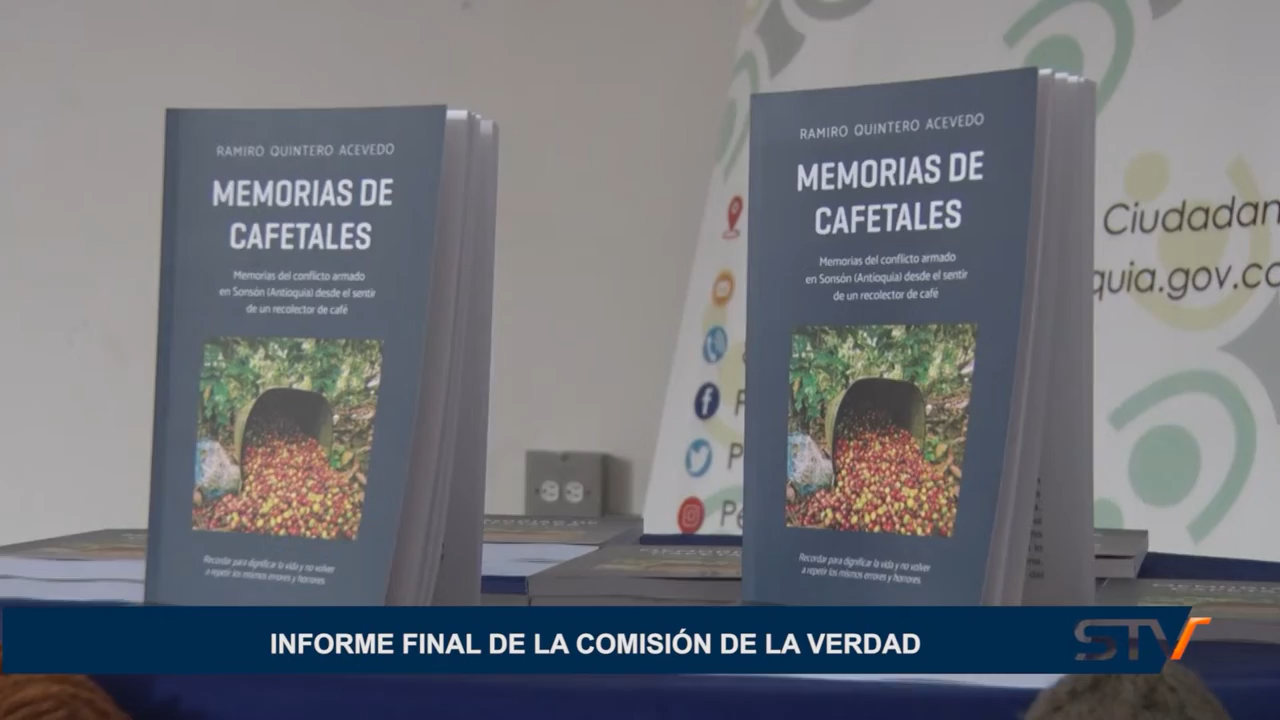 RAMIRO QUINTERO ACEVEDO
MEMORIAS DE
CAFETALES
Memorias del conflicto armado
en Sonsón (Antioquia) desde el sentir
de un recolector de café
Recordar para dignificar la vida y no volver
a repetir los mismos errores y horrores
RAMIRO QUINTERO ACEVEDO
MEMORIAS DE
CAFETALES
Memorias del conflicto armado
en Sonsón (Antioquia) desde el sentir
de un recolector de café
Recordar para dignificar la vida y no volver
a repetir los mismos errores y horrores
Ciudadan
quia.gov.co
INFORME FINAL DE LA COMISIÓN DE LA VERDAD
STV